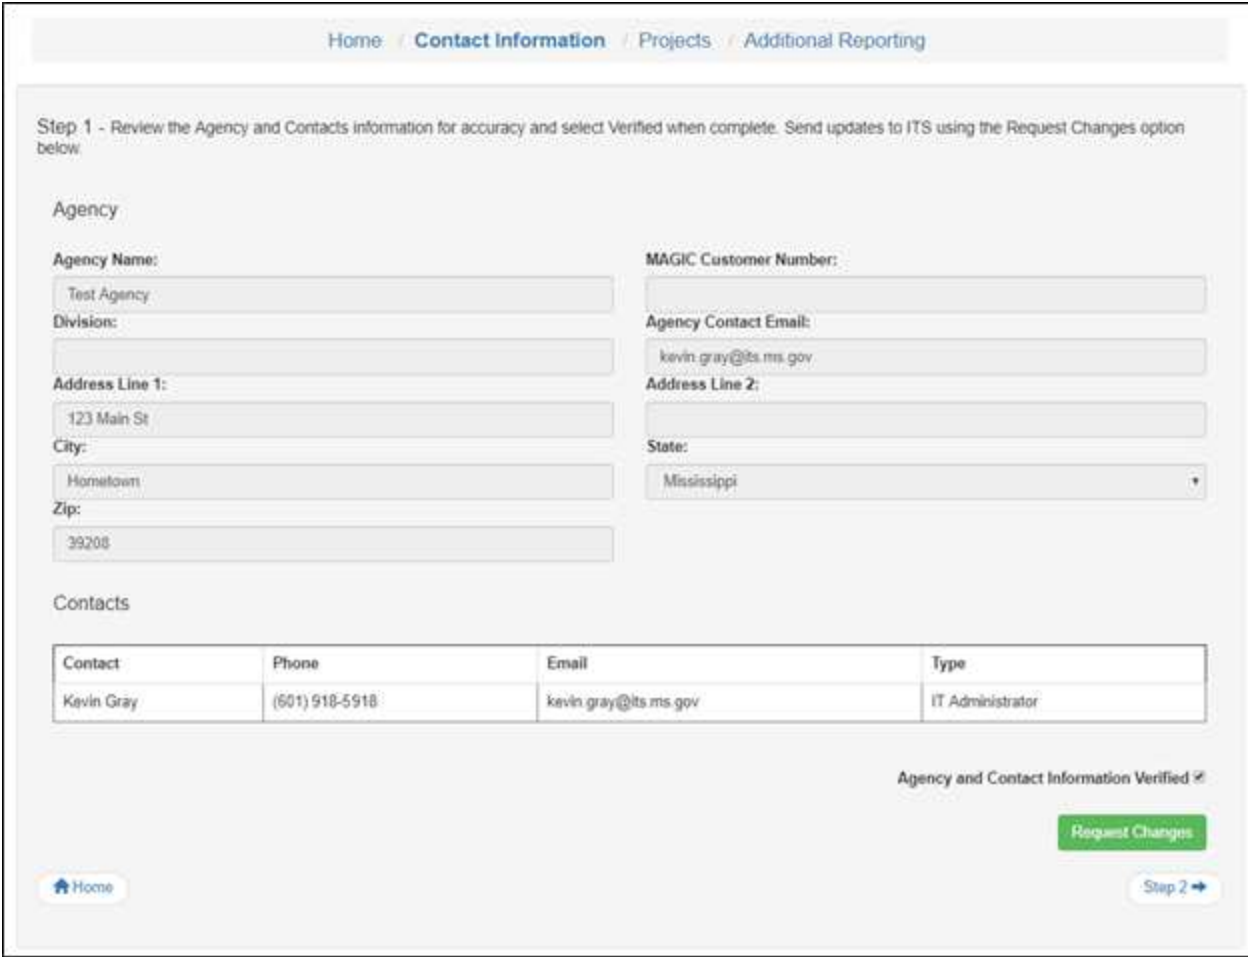 Home / Contact Information / Projects / Additional Reporting
Step 1 - Review the Agency and Contacts information for accuracy and select Verified when complete. Send updates to ITS using the Request Changes option
below.
Agency
Agency Name: MAGIC Customer Number:
Test Agency
Division: Agency Contact Email:
kevin.gray@its.ms.gov
Address Line 1: Address Line 2:
123 Main St
City: State:
Hometown Mississippi
Zip:
39208
Contacts
Contact Phone Email Type
Kevin Gray (601) 918-5918 kevin.gray@its.ms.gov IT Administrator
Agency and Contact Information Verified
Request Changes
Home Step 2